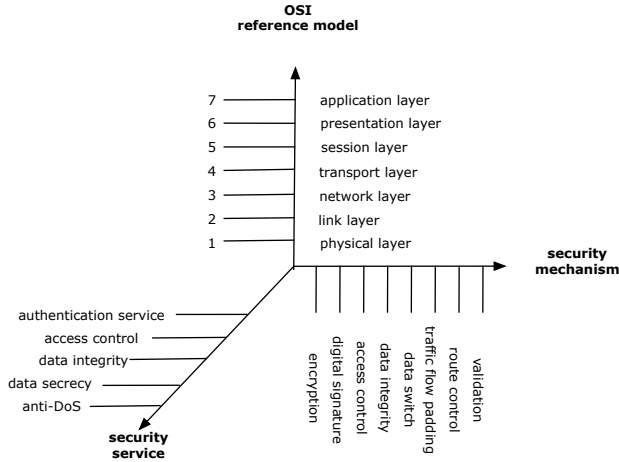 OSI
reference model
7 application layer
6 presentation layer
5 session layer
4 transport layer
3 network layer
2 link layer
1 physical layer
security
mechanism
authentication service
access control
data integrity
data secrecy
anti-DoS
security
service
encryption
digital signature
access control
data integrity
data switch
traffic flow padding
route control
validation